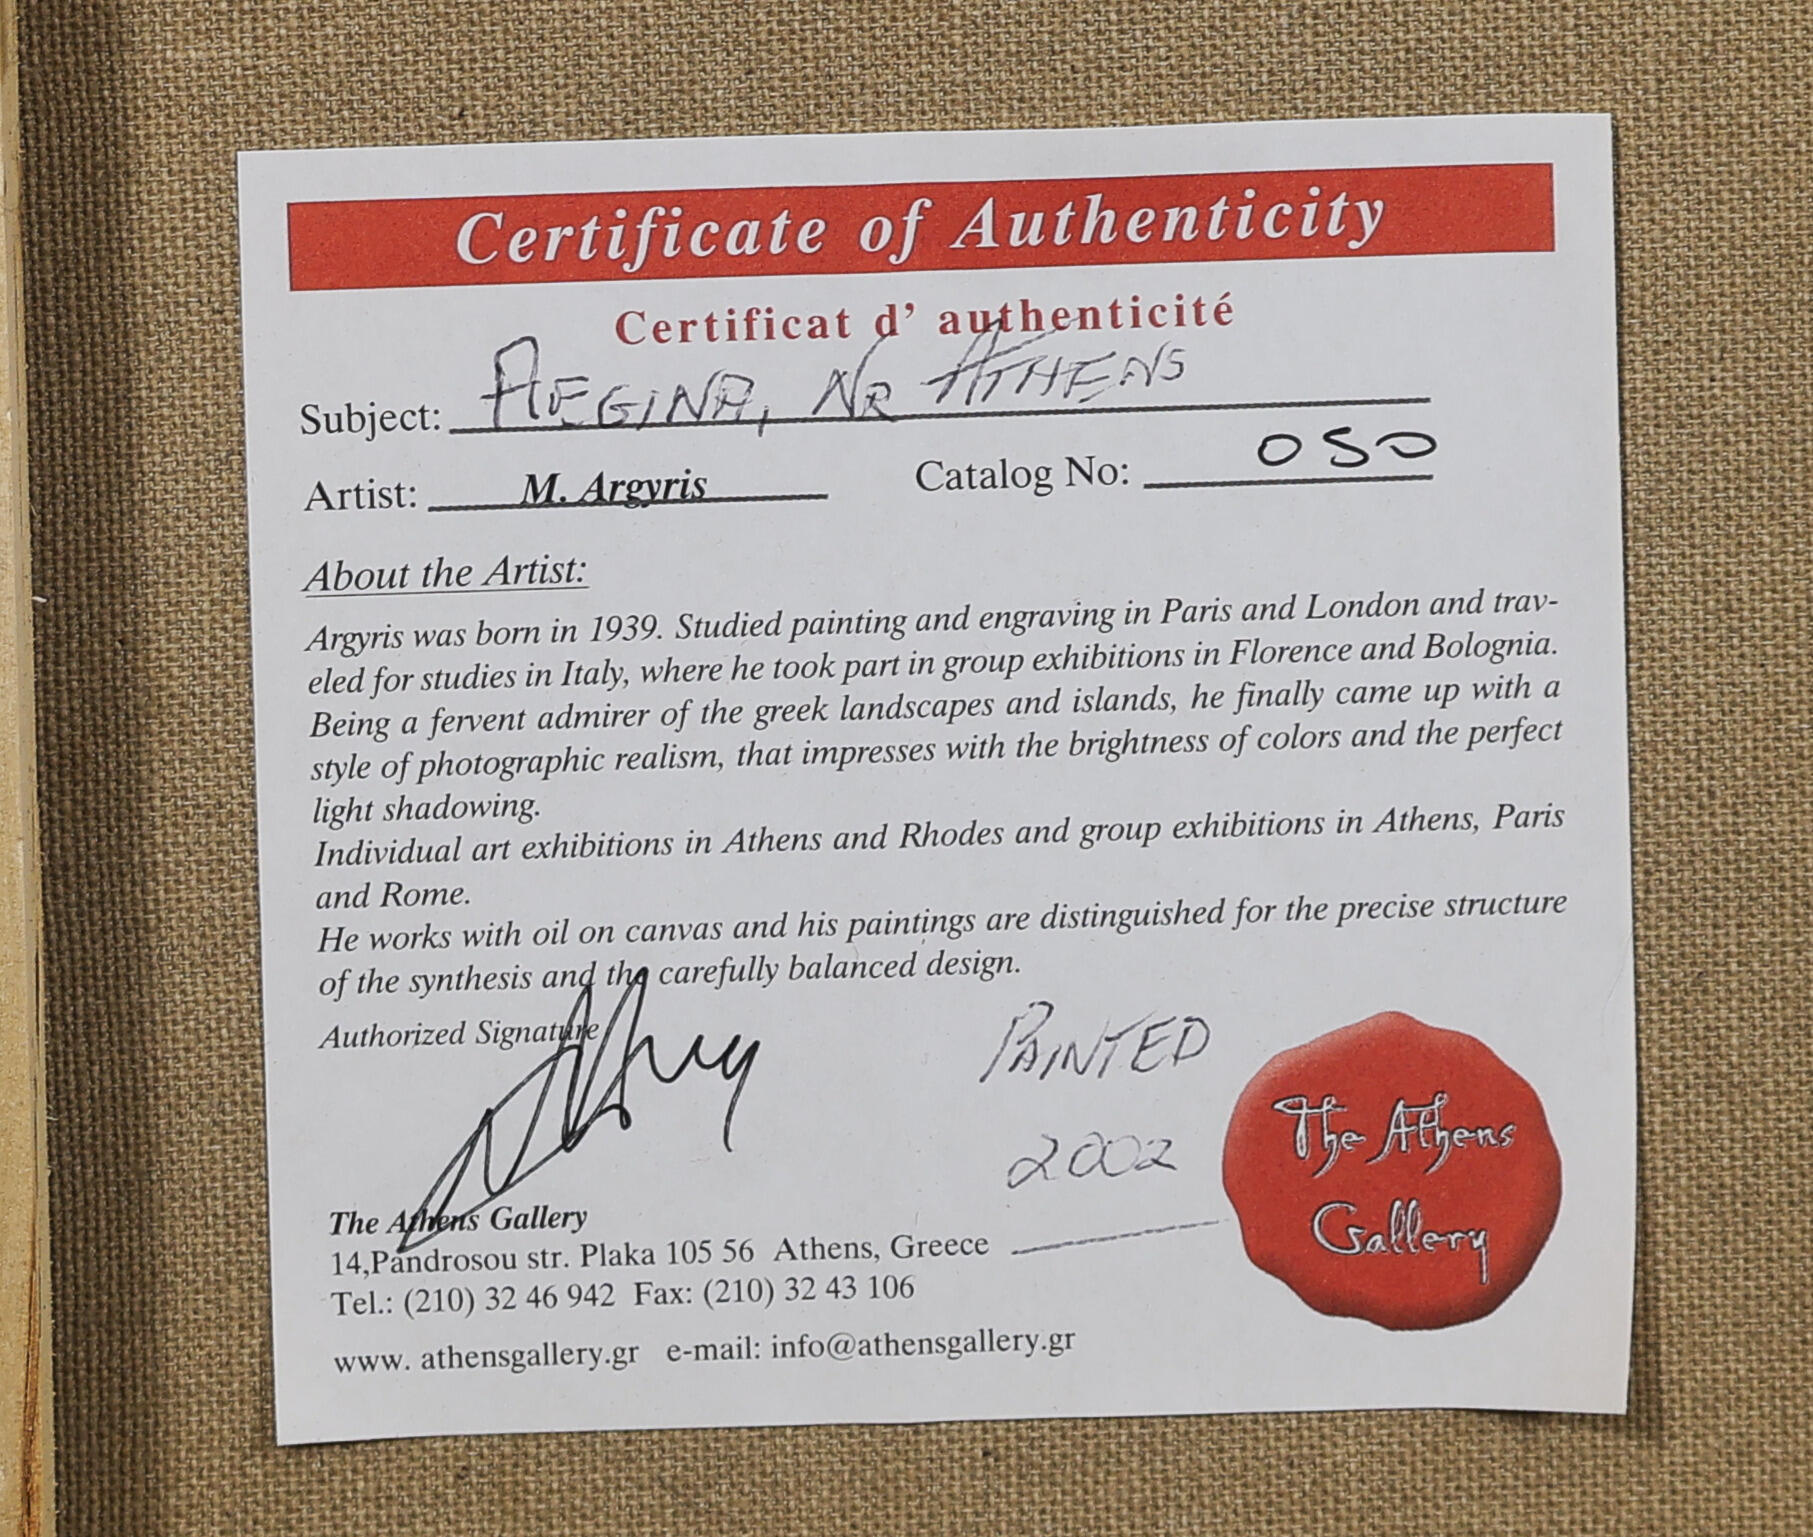 Certificate of Authenticity
Certificat d' authenticité
Subject: AEGINA, NR ATHENS
Artist: M. Argyris Catalog No: 050
About the Artist:
Argyris was born in 1939. Studied painting and engraving in Paris and London and trav-
eled for studies in Italy, where he took part in group exhibitions in Florence and Bolognia.
Being a fervent admirer of the greek landscapes and islands, he finally came up with a
style of photographic realism, that impresses with the brightness of colors and the perfect
light shadowing.
Individual art exhibitions in Athens and Rhodes and group exhibitions in Athens, Paris
and Rome.
He works with oil on canvas and his paintings are distinguished for the precise structure
of the synthesis and the carefully balanced design.
Authorized Signature
PAINTED
2002
The Athens
Gallery
The Athens Gallery
14,Pandrosou str. Plaka 105 56 Athens, Greece
Tel.: (210) 32 46 942 Fax: (210) 32 43 106
www. athensgallery.gr e-mail: info@athensgallery.gr